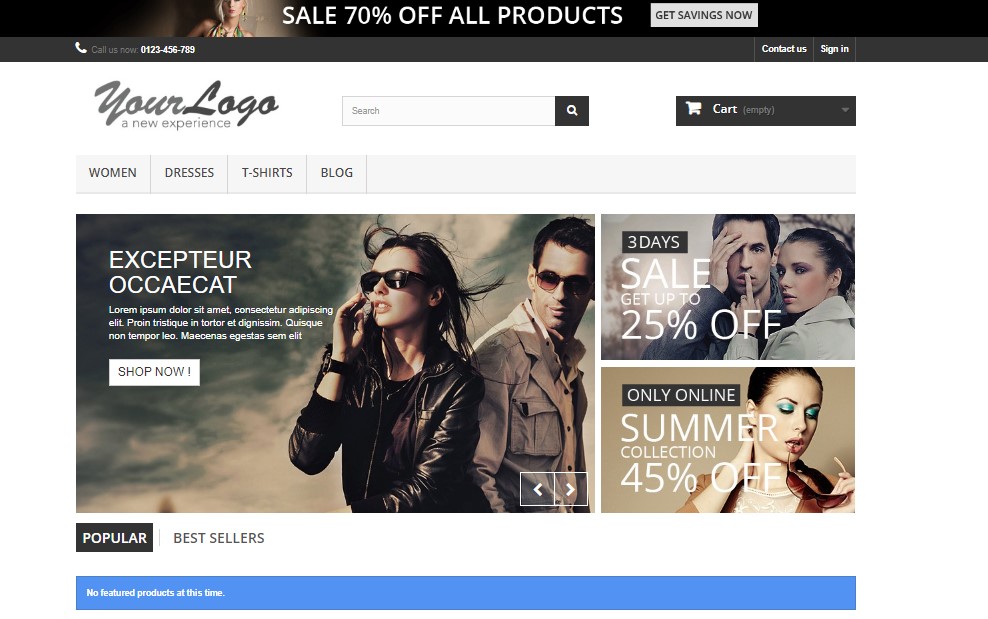 SALE 70% OFF ALL PRODUCTS
GET SAVINGS NOW
Call us now: 0123-456-789
Contact us
Sign in
YourLogo
a new experience
Search
Cart (empty)
WOMEN
DRESSES
T-SHIRTS
BLOG
EXCEPTEUR
OCCAECAT
Lorem ipsum dolor sit amet, consectetur adipiscing
elit. Proin tristique in tortor et dignissim. Quisque
non tempor leo. Maecenas egestas sem elit
SHOP NOW !
3 DAYS
SALE
GET UP TO
25% OFF
ONLY ONLINE
SUMMER
COLLECTION
45% OFF
POPULAR
BEST SELLERS
No featured products at this time.